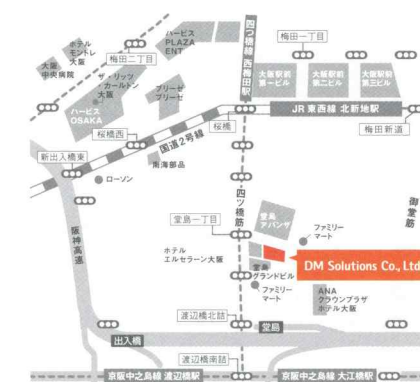 ホテル
モントレ
大阪
大阪
中央病院
梅田二丁目
ハービス
PLAZA
ENT
四つ橋線 西梅田駅
梅田一丁目
大阪駅前
第一ビル
大阪駅前
第二ビル
大阪駅前
第三ビル
ザ・リッツ
・カールトン
大阪
ハービス
OSAKA
ブリーゼ
ブリーゼ
JR 東西線 北新地駅
桜橋西
国道2号線
桜橋
梅田新道
新出入橋東
南海部品
ローソン
阪神高速
四ツ橋筋
御堂筋
堂島一丁目
堂島
アバンザ
ファミリー
マート
ホテル
エルセラーン大阪
DM Solutions Co., Ltd
堂島
グランドビル
ファミリー
マート
ANA
クラウンプラザ
ホテル大阪
渡辺橋北詰
堂島
出入橋
渡辺橋南詰
京阪中之島線 渡辺橋駅
京阪中之島線 大江橋駅